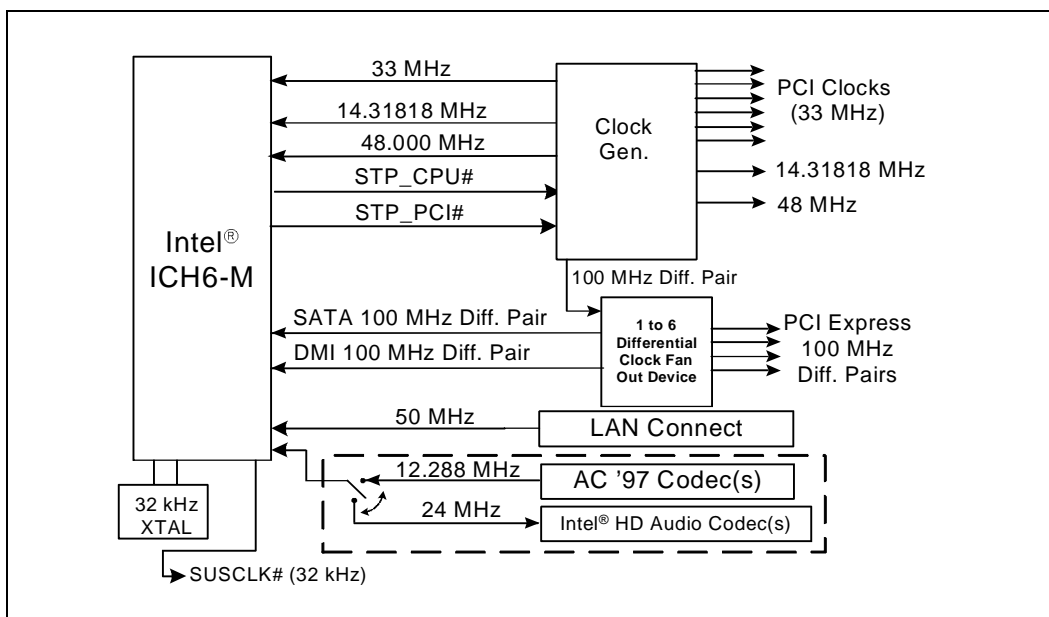 33 MHz
14.31818 MHz
48.000 MHz
STP_CPU#
STP_PCI#
Intel®
ICH6-M
Clock
Gen.
PCI Clocks
(33 MHz)
14.31818 MHz
48 MHz
100 MHz Diff. Pair
SATA 100 MHz Diff. Pair
DMI 100 MHz Diff. Pair
1 to 6
Differential
Clock Fan
Out Device
PCI Express
100 MHz
Diff. Pairs
50 MHz
LAN Connect
12.288 MHz
AC '97 Codec(s)
24 MHz
Intel® HD Audio Codec(s)
32 kHz
XTAL
SUSCLK# (32 kHz)